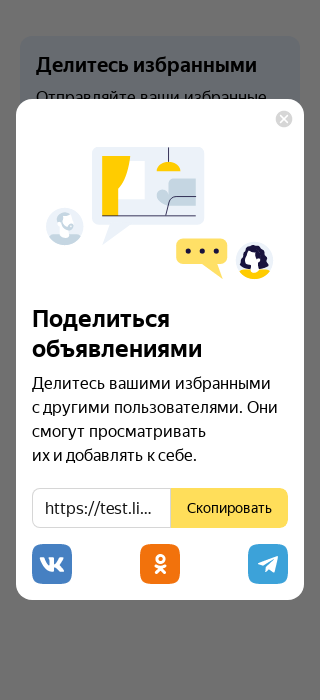 Делитесь избранными
Отправляйте ваши избранные
Поделиться
объявлениями
Делитесь вашими избранными
с другими пользователями. Они
смогут просматривать
их и добавлять к себе.
https://test.li... Скопировать